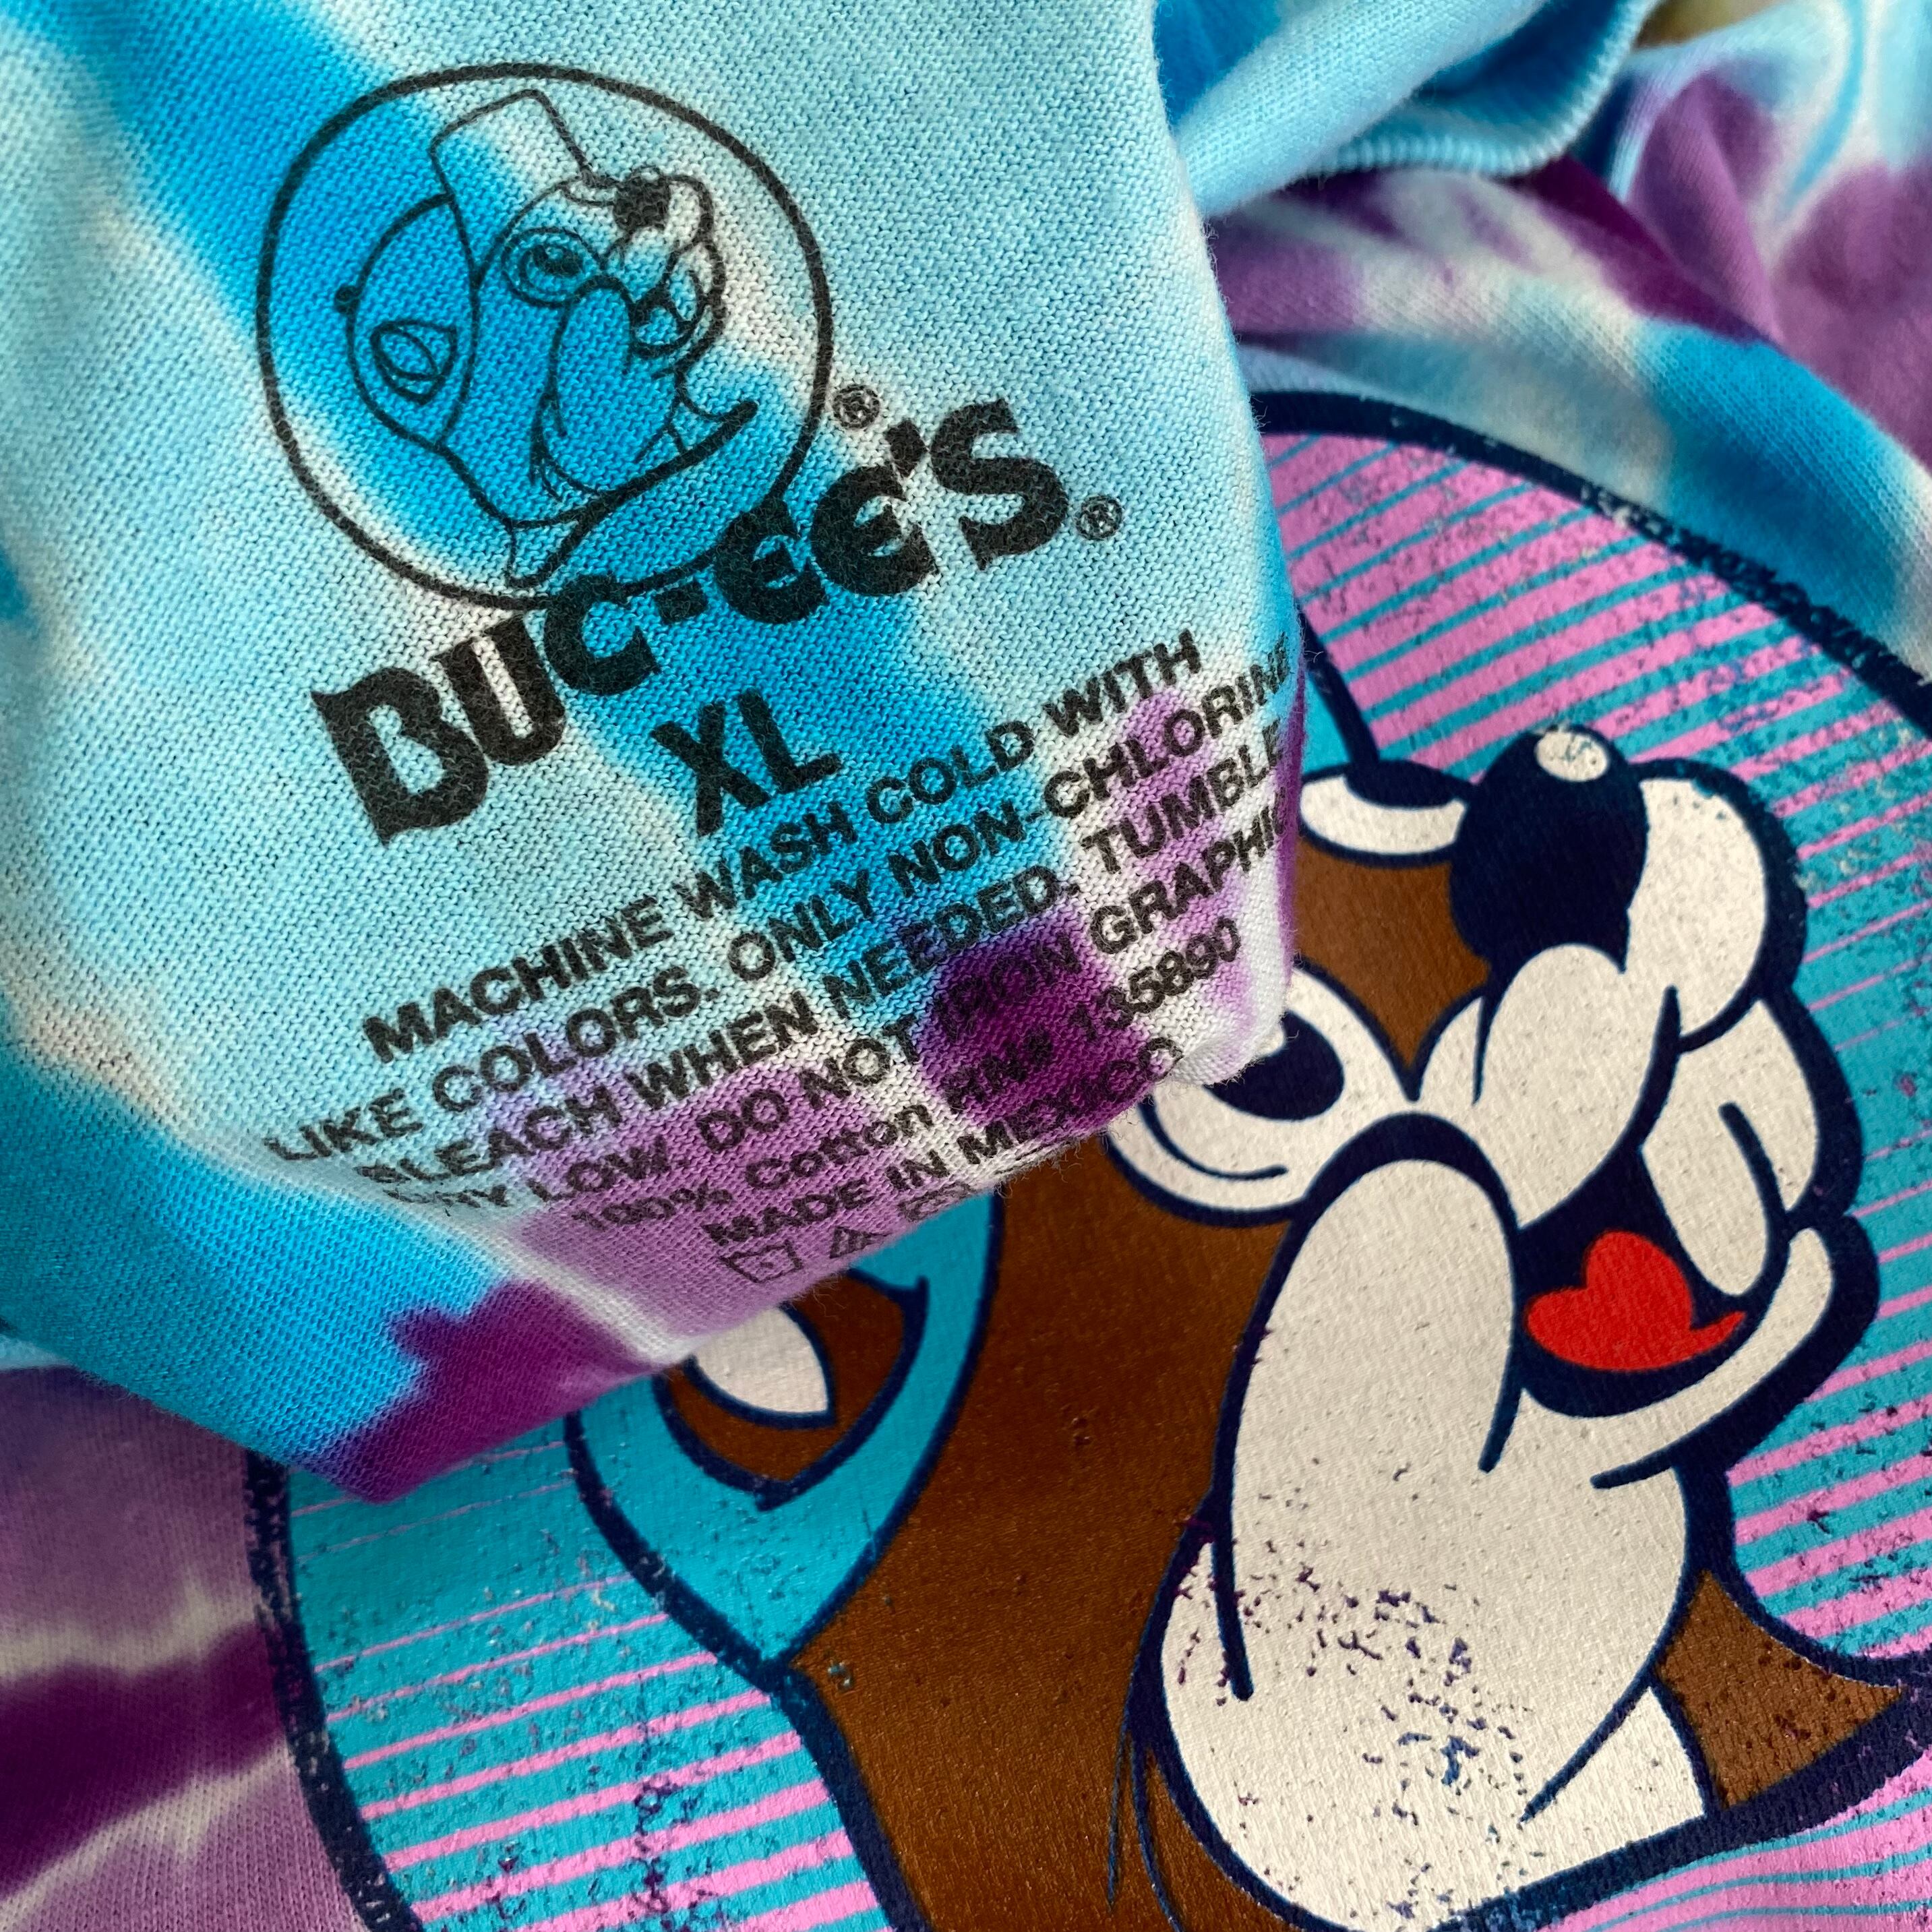 ®
BUC-EE'S®
XL
MACHINE WASH COLD WITH
LIKE COLORS. ONLY NON-CHLORINE
BLEACH WHEN NEEDED. TUMBLE
DRY LOW. DO NOT IRON GRAPHIC
100% Cotton RN# 135890
MADE IN MEXICO